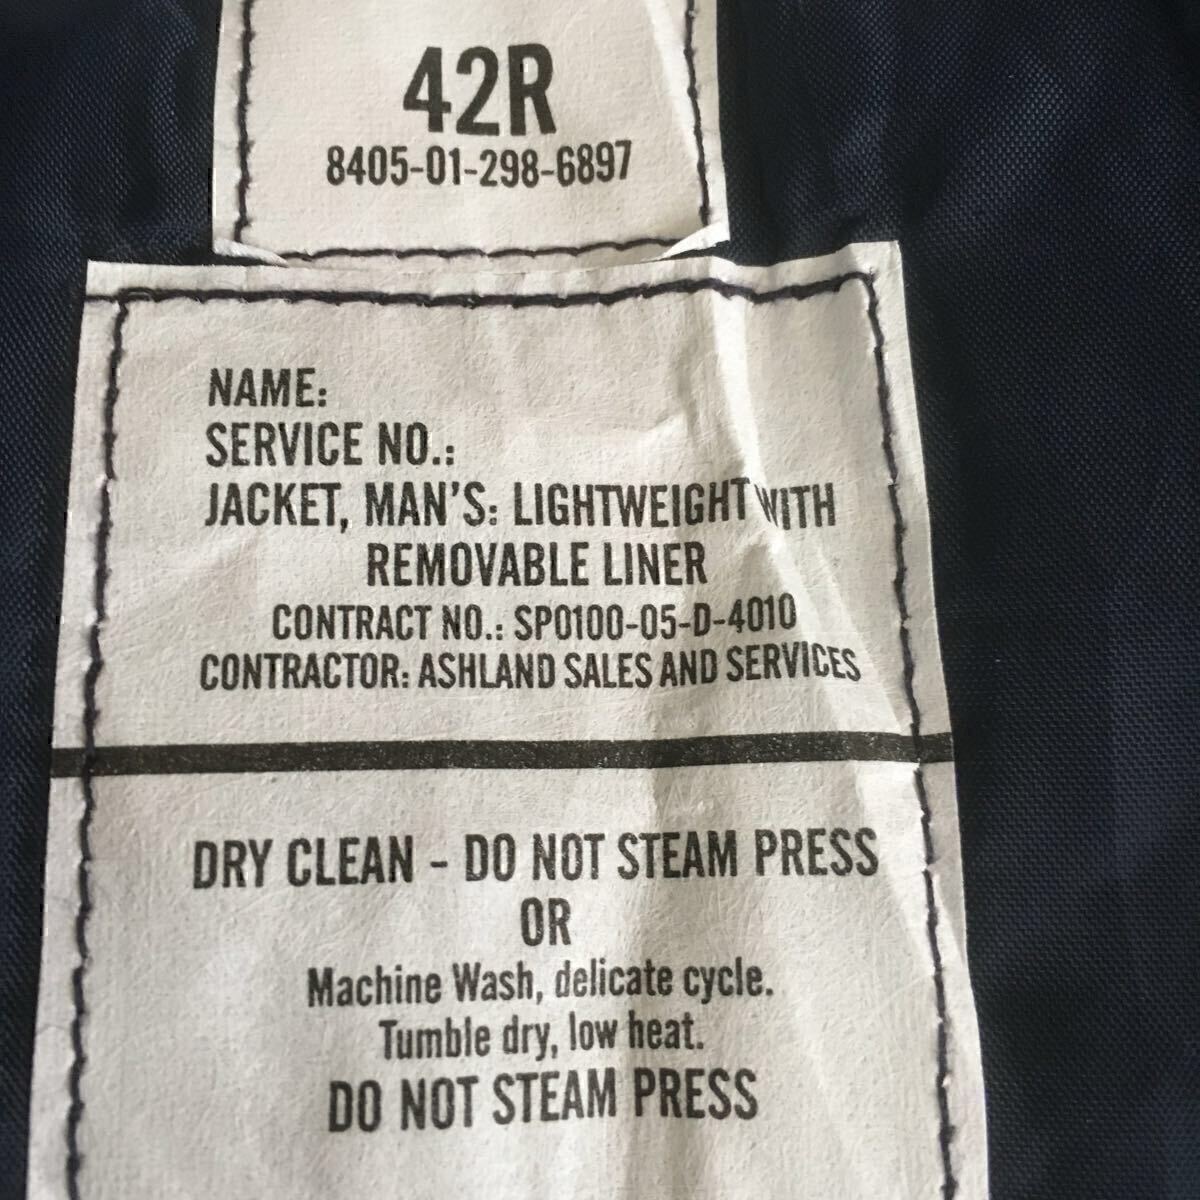 42R
8405-01-298-6897
NAME:
SERVICE NO.:
JACKET, MAN'S: LIGHTWEIGHT WITH
REMOVABLE LINER
CONTRACT NO.: SP0100-05-D-4010
CONTRACTOR: ASHLAND SALES AND SERVICES
DRY CLEAN - DO NOT STEAM PRESS
OR
Machine Wash, delicate cycle.
Tumble dry, low heat.
DO NOT STEAM PRESS